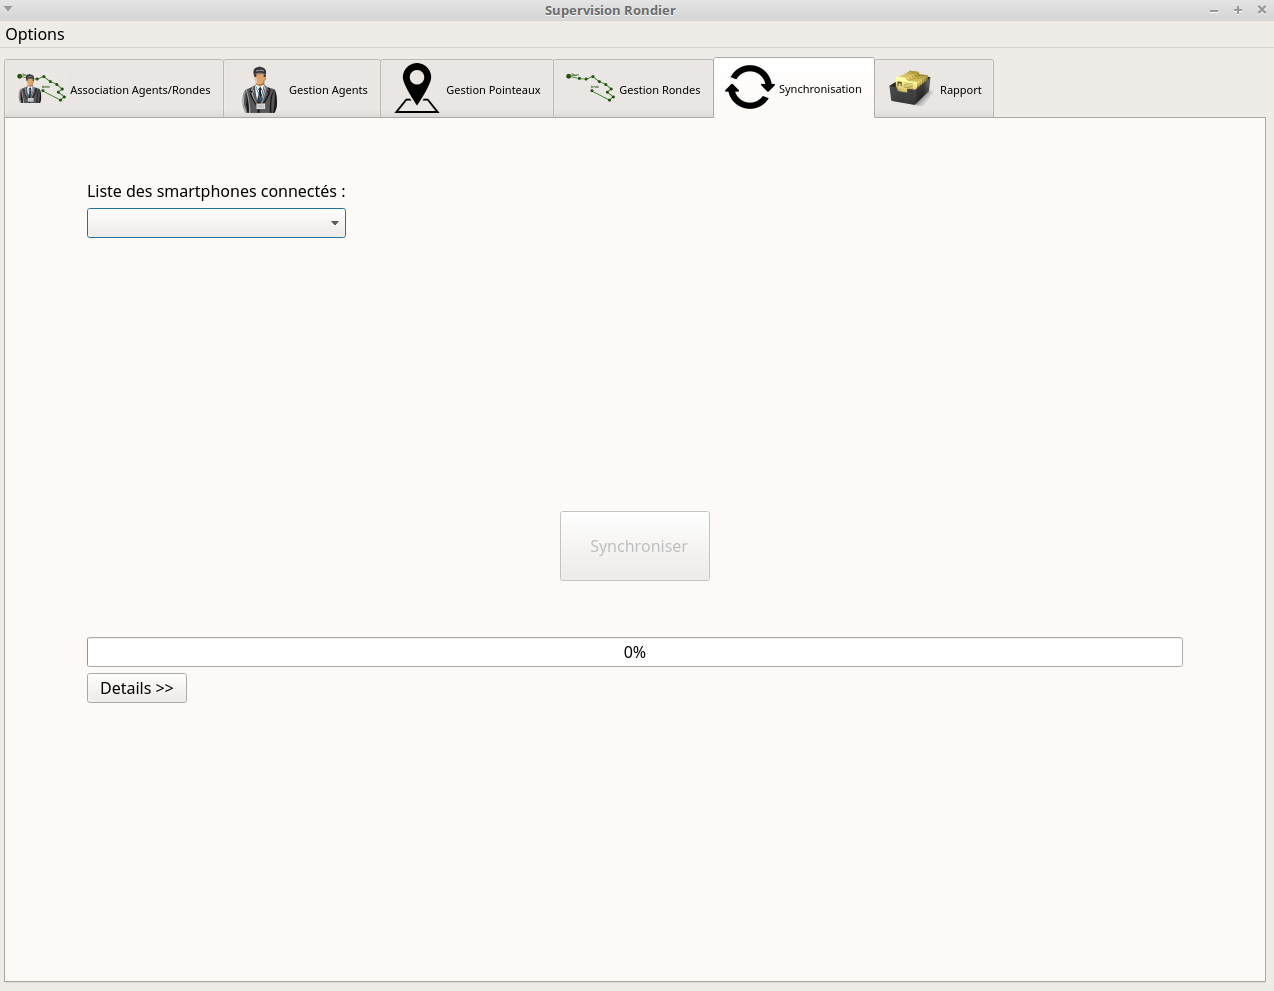 Supervision Rondier
Options
Association Agents/Rondes
Gestion Agents
Gestion Pointeaux
Gestion Rondes
Synchronisation
Rapport
Liste des smartphones connectés :
Synchroniser
0%
Details >>